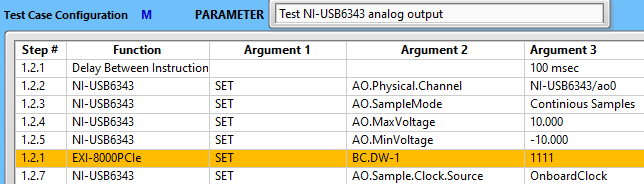 Test Case Configuration M PARAMETER Test NI-USB6343 analog output
Step # Function Argument 1 Argument 2 Argument 3
1.2.1 Delay Between Instruction 100 msec
1.2.2 NI-USB6343 SET AO.Physical.Channel NI-USB6343/ao0
1.2.3 NI-USB6343 SET AO.SampleMode Continious Samples
1.2.4 NI-USB6343 SET AO.MaxVoltage 10.000
1.2.5 NI-USB6343 SET AO.MinVoltage -10.000
1.2.1 EXI-8000PCIe SET BC.DW-1 1111
1.2.7 NI-USB6343 SET AO.Sample.Clock.Source OnboardClock